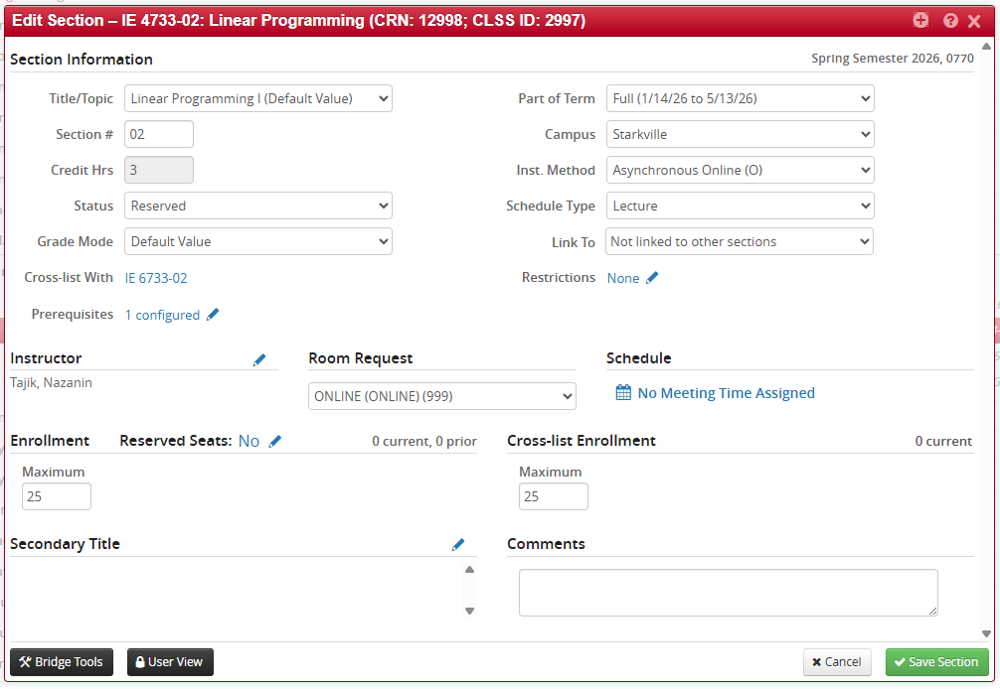 Edit Section – IE 4733-02: Linear Programming (CRN: 12998; CLSS ID: 2997)
Section Information
Spring Semester 2026, 0770
Title/Topic Linear Programming I (Default Value)
Part of Term Full (1/14/26 to 5/13/26)
Section # 02
Campus Starkville
Credit Hrs 3
Inst. Method Asynchronous Online (O)
Status Reserved
Schedule Type Lecture
Grade Mode Default Value
Link To Not linked to other sections
Cross-list With IE 6733-02
Restrictions None
Prerequisites 1 configured
Instructor
Room Request
Schedule
Tajik, Nazanin
ONLINE (ONLINE) (999)
No Meeting Time Assigned
Enrollment Reserved Seats: No 0 current, 0 prior
Cross-list Enrollment 0 current
Maximum
Maximum
25
25
Secondary Title
Comments
Bridge Tools
User View
Cancel
Save Section